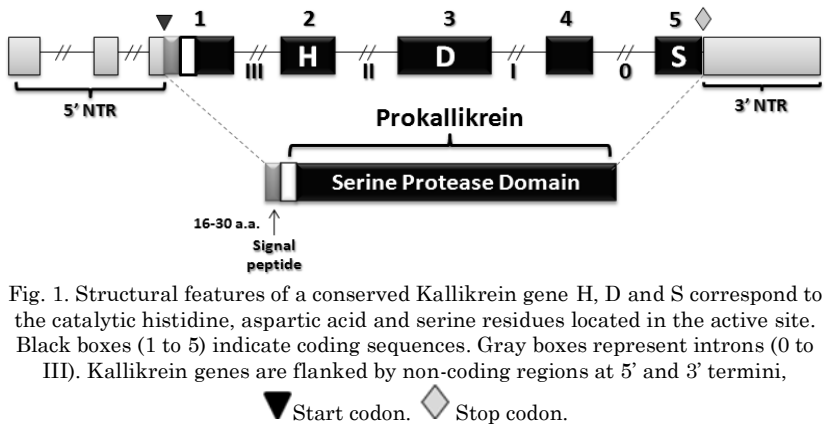 1 2 3 4 5
H D S
III II I 0
5' NTR
3' NTR
Prokallikrein
Serine Protease Domain
16-30 a.a.
Signal
peptide
Fig. 1. Structural features of a conserved Kallikrein gene H, D and S correspond to
the catalytic histidine, aspartic acid and serine residues located in the active site.
Black boxes (1 to 5) indicate coding sequences. Gray boxes represent introns (0 to
III). Kallikrein genes are flanked by non-coding regions at 5’ and 3’ termini,
Start codon. Stop codon.